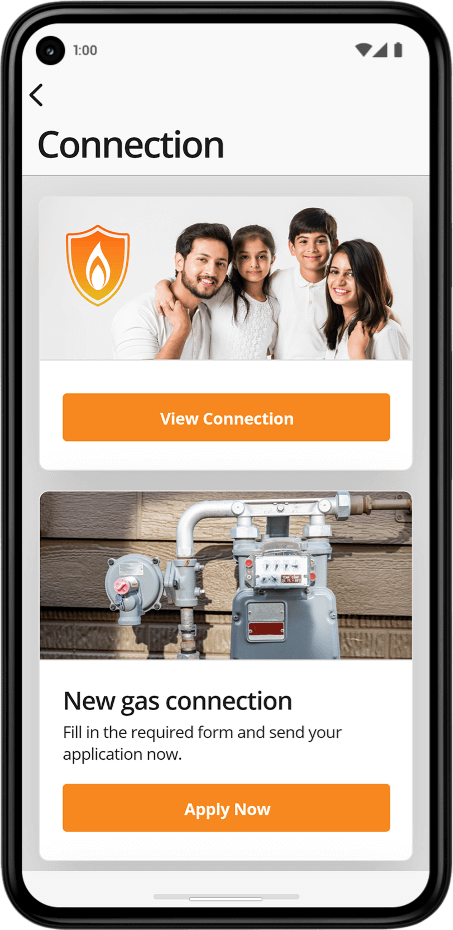 1:00
Connection
View Connection
New gas connection
Fill in the required form and send your
application now.
Apply Now